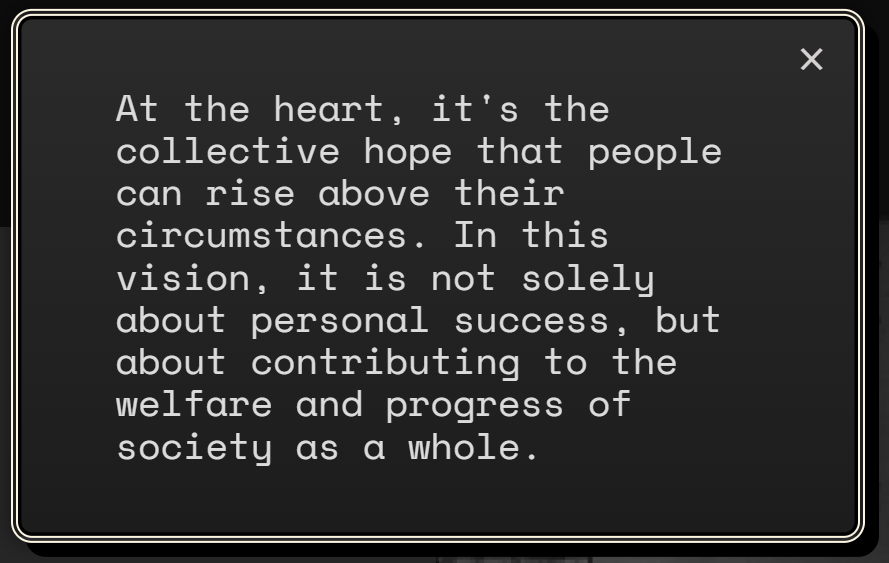 At the heart, it's the
collective hope that people
can rise above their
circumstances. In this
vision, it is not solely
about personal success, but
about contributing to the
welfare and progress of
society as a whole.